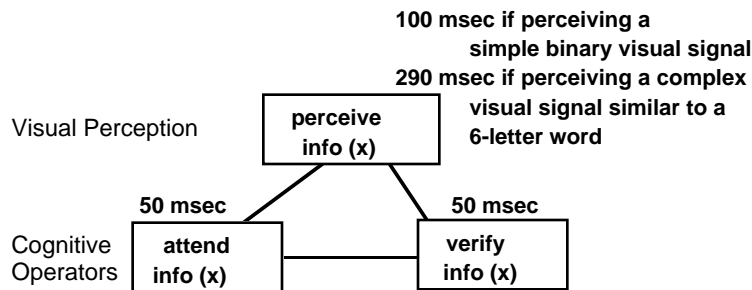 100 msec if perceiving a
simple binary visual signal
290 msec if perceiving a complex
visual signal similar to a
6-letter word
Visual Perception
perceive
info (x)
50 msec
50 msec
Cognitive
Operators
attend
info (x)
verify
info (x)